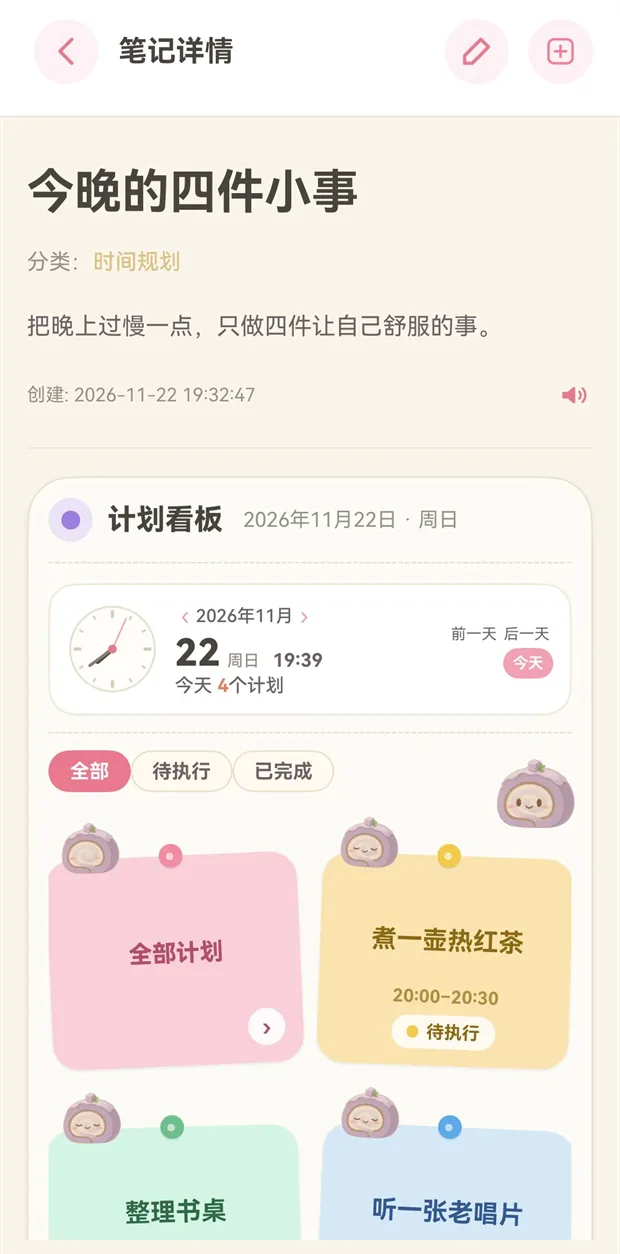 笔记详情
今晚的四件小事
分类: 时间规划
把晚上过慢一点，只做四件让自己舒服的事。
创建: 2026-11-22 19:32:47
计划看板 2026年11月22日 · 周日
‹ 2026年11月 ›
22 周日 19:39
今天 4个计划
前一天 后一天
今天
全部 待执行 已完成
全部计划
›
煮一壶热红茶
20:00-20:30
待执行
整理书桌
听一张老唱片